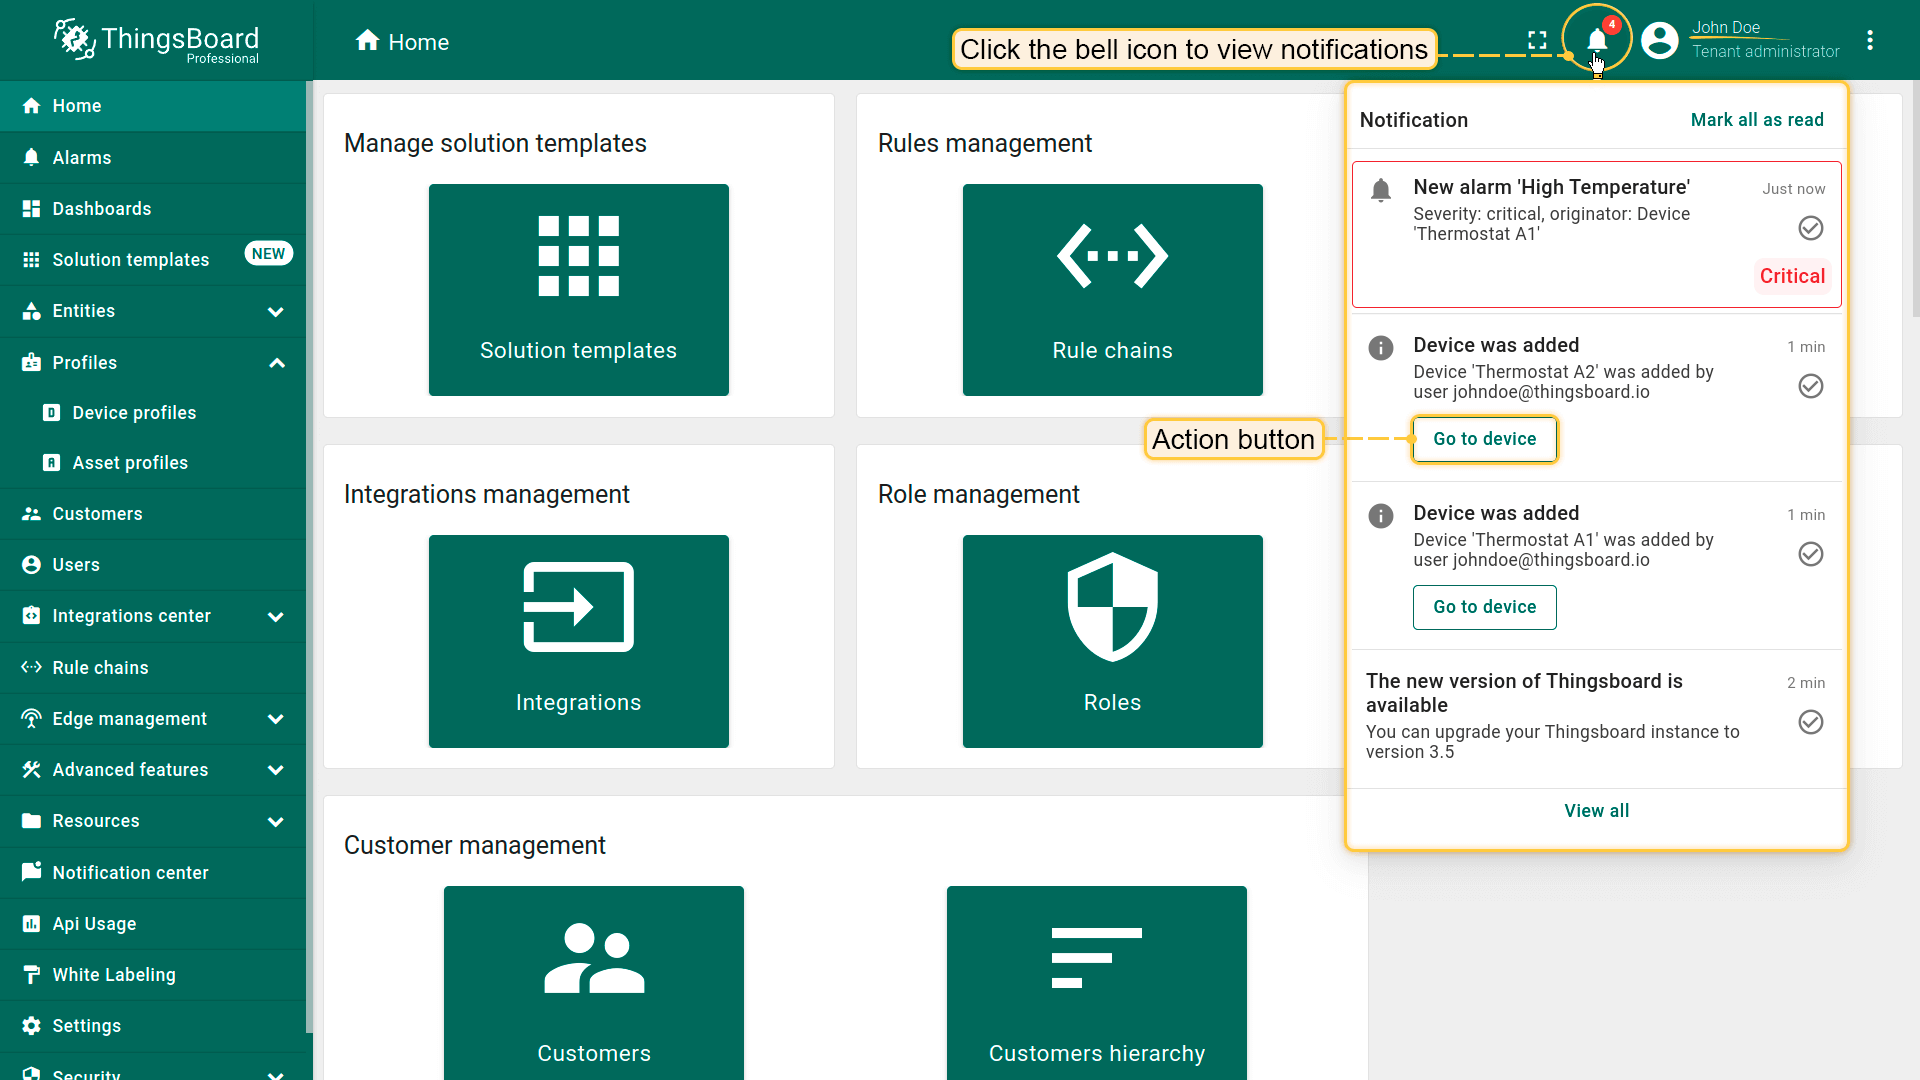 ThingsBoard
Professional
Home
Click the bell icon to view notifications
4
John Doe
Tenant administrator
Home
Alarms
Dashboards
Solution templates
NEW
Entities
Profiles
Device profiles
Asset profiles
Customers
Users
Integrations center
Rule chains
Edge management
Advanced features
Resources
Notification center
Api Usage
White Labeling
Settings
Security
Manage solution templates
Solution templates
Rules management
Rule chains
Integrations management
Integrations
Role management
Roles
Customer management
Customers
Customers hierarchy
Action button
Notification
Mark all as read
New alarm 'High Temperature'
Just now
Severity: critical, originator: Device
'Thermostat A1'
Critical
Device was added
1 min
Device 'Thermostat A2' was added by
user johndoe@thingsboard.io
Go to device
Device was added
1 min
Device 'Thermostat A1' was added by
user johndoe@thingsboard.io
Go to device
The new version of Thingsboard is
available
2 min
You can upgrade your Thingsboard instance to
version 3.5
View all